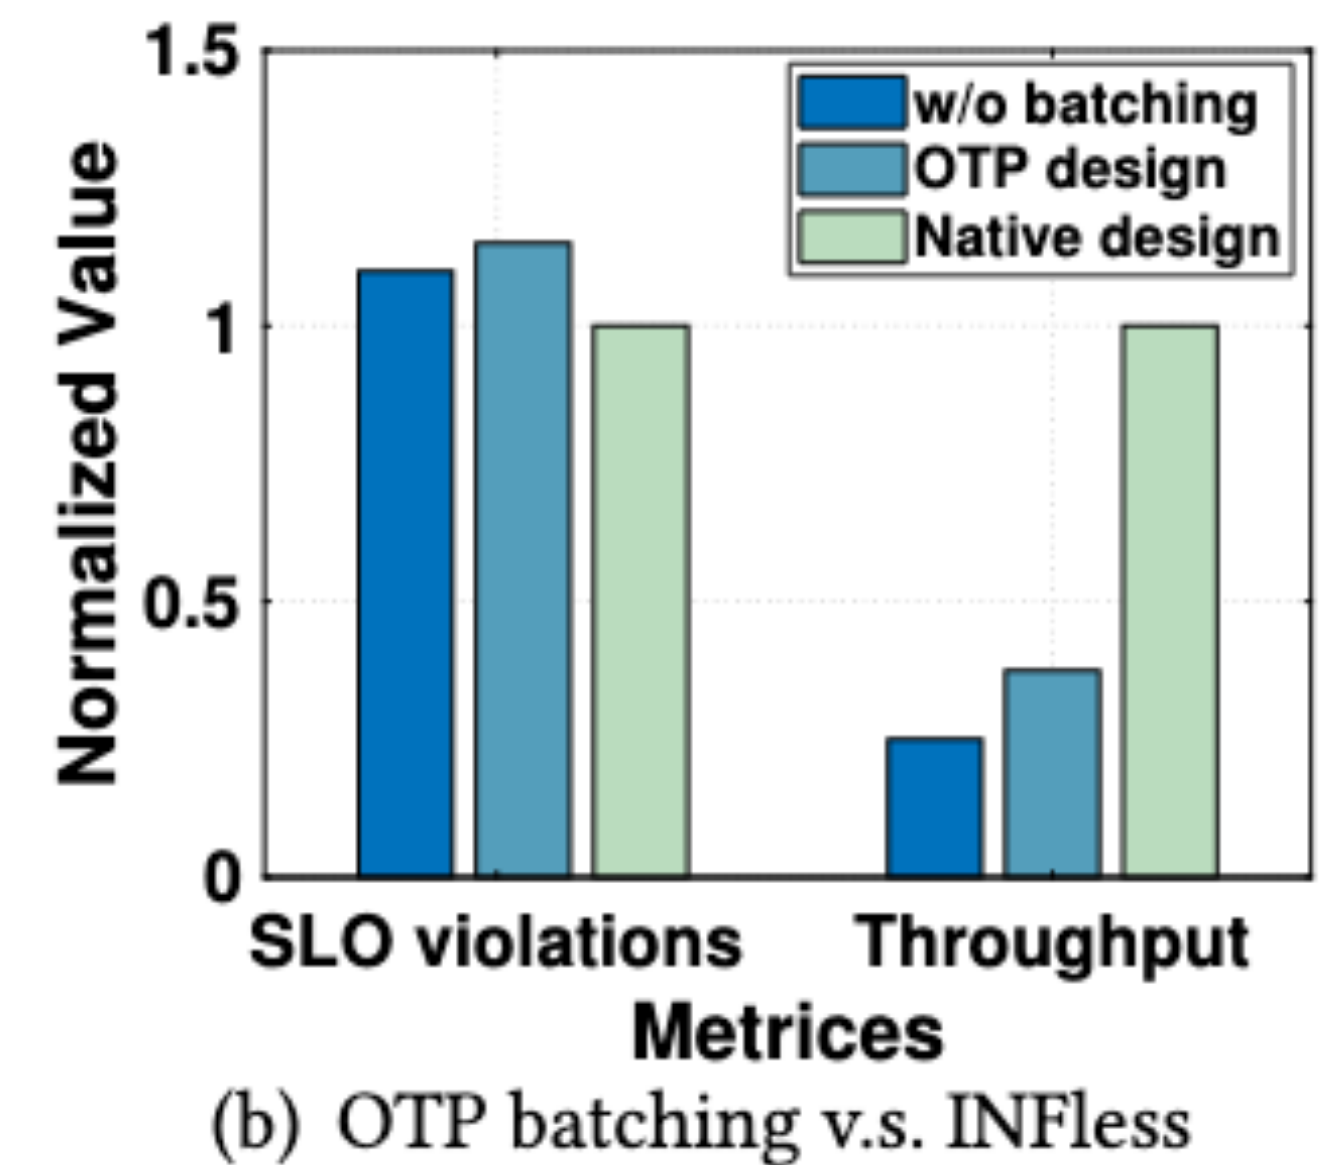 1.5
w/o batching
OTP design
Native design
Normalized Value
1
0.5
0
SLO violations
Throughput
Metrices
(b) OTP batching v.s. INFless